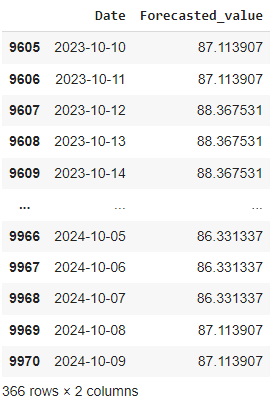 Date Forecasted_value
9605 2023-10-10 87.113907
9606 2023-10-11 87.113907
9607 2023-10-12 88.367531
9608 2023-10-13 88.367531
9609 2023-10-14 88.367531
... ... ...
9966 2024-10-05 86.331337
9967 2024-10-06 86.331337
9968 2024-10-07 86.331337
9969 2024-10-08 87.113907
9970 2024-10-09 87.113907
366 rows × 2 columns